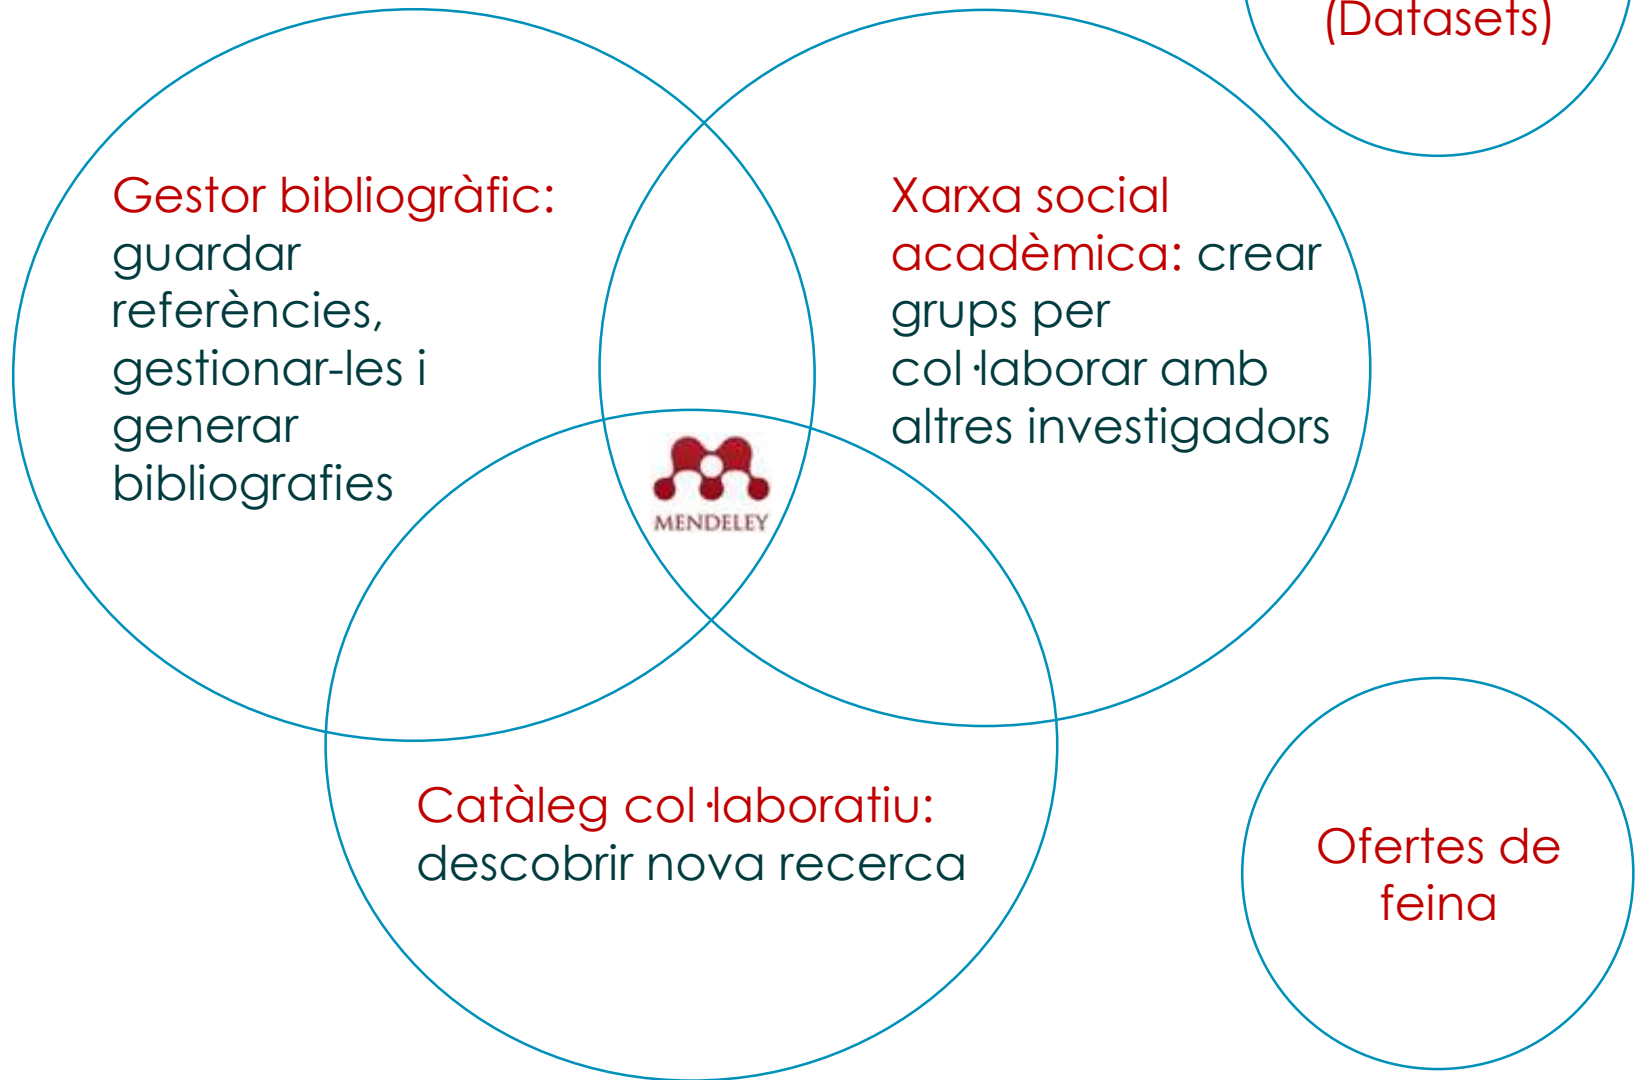 (Datasets)
Gestor bibliogràfic:
guardar
referències,
gestionar-les i
generar
bibliografies
Xarxa social
acadèmica: crear
grups per
col·laborar amb
altres investigadors
MENDELEY
Catàleg col·laboratiu:
descobrir nova recerca
Ofertes de
feina